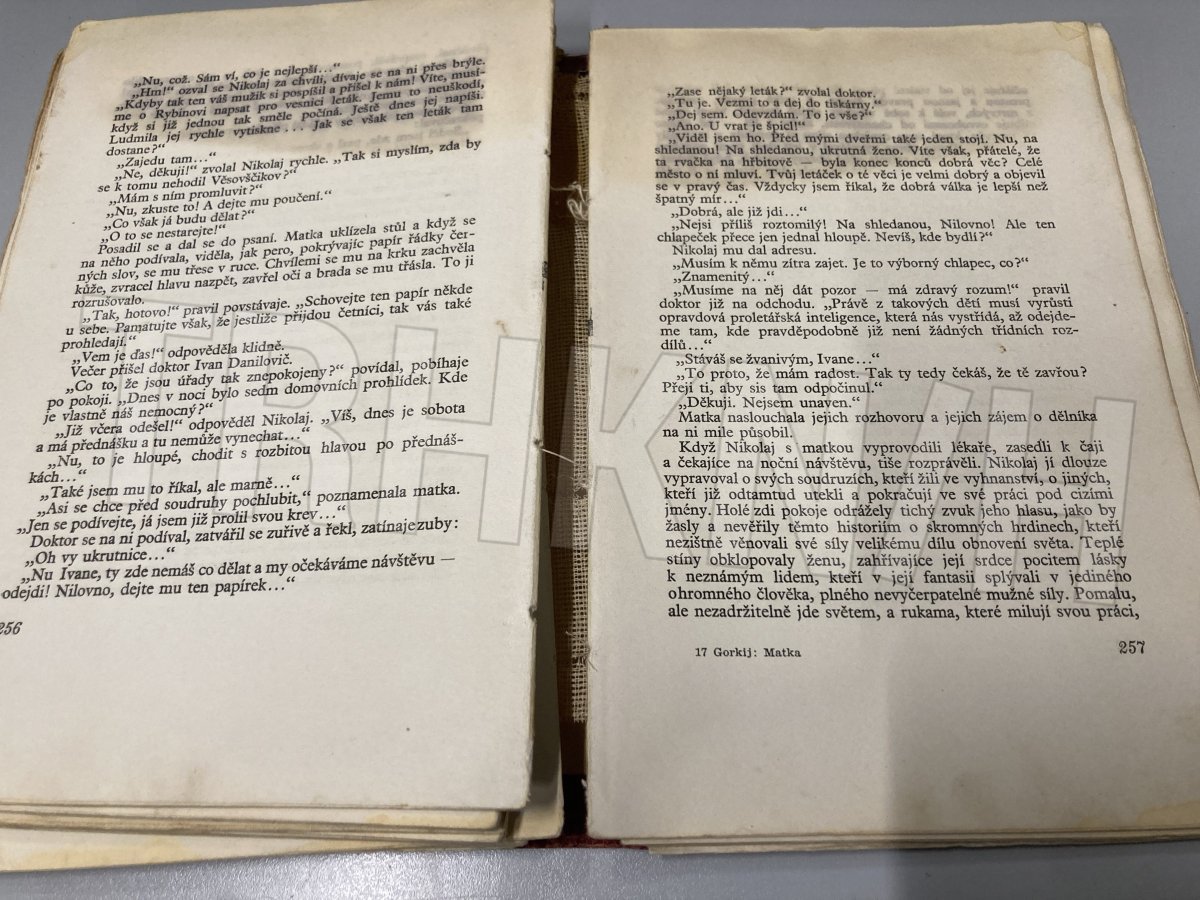 „Nu, což. Sám ví, co je nejlepší...“
„Hm!“ ozval se Nikolaj za chvíli, dívaje se na ni přes brýle.
„Kdyby tak ten váš mužik si pospíšil a přišel k nám! Víte, musí-
me o Rybínovi napsat pro vesnici leták. Jemu to neuškodí,
když si již jednou tak směle počíná. Ještě dnes jej napíši.
Ludmila jej rychle vytiskne... Jak se však ten leták tam
dostane?“
„Zajedu tam...“
„Ne, děkuji!“ zvolal Nikolaj rychle. „Tak si myslím, zda by
se k tomu nehodil Věsovščikov?“
„Mám s ním promluvit?“
„Nu, zkuste to! A dejte mu poučení.“
„Co však já budu dělat?“
„O to se nestarejte!“
Posadil se a dal se do psaní. Matka uklízela stůl a když se
na něho podívala, viděla, jak pero, pokrývajíc papír řádky čer-
ných slov, se mu třese v ruce. Chvílemi se mu na krku zachvěla
kůže, zvracel hlavu nazpět, zavřel oči a brada se mu třásla. To ji
rozrušovalo.
„Tak, hotovo!“ pravil povstávaje. „Schovejte ten papír někde
u sebe. Pamatujte však, že jestliže přijdou četníci, tak vás také
prohledají.“
„Vem je ďas!“ odpověděla klidně.
Večer přišel doktor Ivan Danilovič.
„Co to, že jsou úřady tak znepokojeny?“ povídal, pobíhaje
po pokoji. „Dnes v noci bylo sedm domovních prohlídek. Kde
je vlastně náš nemocný?“
„Již včera odešel!“ odpověděl Nikolaj. „Víš, dnes je sobota
a má přednášku a tu nemůže vynechat...“
„Nu, to je hloupé, chodit s rozbitou hlavou po přednáš-
kách...“
„Také jsem mu to říkal, ale marně...“
„Asi se chce před soudruhy pochlubit,“ poznamenala matka.
„Jen se podívejte, já jsem již prolil svou krev...“
Doktor se na ni podíval, zatvářil se zuřivě a řekl, zatínaje zuby:
„Oh vy ukrutnice...“
„Nu Ivane, ty zde nemáš co dělat a my očekáváme návštěvu —
odejdi! Nilovno, dejte mu ten papírek...“
256
„Zase nějaký leták?“ zvolal doktor.
„Tu je. Vezmi to a dej do tiskárny.“
„Dej sem. Odevzdám. To je vše?“
„Ano. U vrat je špicl!“
„Viděl jsem ho. Před mými dveřmi také jeden stojí. Nu, na
shledanou! Na shledanou, ukrutná ženo. Víte však, přátelé, že
ta rvačka na hřbitově — byla konec konců dobrá věc? Celé
město o ní mluví. Tvůj letáček o té věci je velmi dobrý a objevil
se v pravý čas. Vždycky jsem říkal, že dobrá válka je lepší než
špatný mír...“
„Dobrá, ale již jdi...“
„Nejsi příliš roztomilý! Na shledanou, Nilovno! Ale ten
chlapeček přece jen jednal hloupě. Nevíš, kde bydlí?“
Nikolaj mu dal adresu.
„Musím k němu zítra zajet. Je to výborný chlapec, co?“
„Znamenitý...“
„Musíme na něj dát pozor — má zdravý rozum!“ pravil
doktor již na odchodu. „Právě z takových dětí musí vyrůsti
opravdová proletářská inteligence, která nás vystřídá, až odejde-
me tam, kde pravděpodobně již není žádných třídních roz-
dílů...“
„Stáváš se žvanivým, Ivane...“
„To proto, že mám radost. Tak ty tedy čekáš, že tě zavřou?
Přeji ti, aby sis tam odpočinul.“
„Děkuji. Nejsem unaven.“
Matka naslouchala jejich rozhovoru a jejich zájem o dělníka
na ni mile působil.
Když Nikolaj s matkou vyprovodili lékaře, zasedli k čaji
a čekajíce na noční návštěvu, tiše rozprávěli. Nikolaj jí dlouze
vypravoval o svých soudruzích, kteří žili ve vyhnanství, o jiných,
kteří již odtamtud utekli a pokračují ve své práci pod cizími
jmény. Holé zdi pokoje odrážely tichý zvuk jeho hlasu, jako by
žasly a nevěřily těmto historiím o skromných hrdinech, kteří
nezištně věnovali své síly velikému dílu obnovení světa. Teplé
stíny obklopovaly ženu, zahřívajíce její srdce pocitem lásky
k neznámým lidem, kteří v její fantasii splývali v jediného
ohromného člověka, plného nevyčerpatelné mužné síly. Pomalu,
ale nezadržitelně jde světem, a rukama, které milují svou práci,
17 Gorkij: Matka
257
TRHKNIH